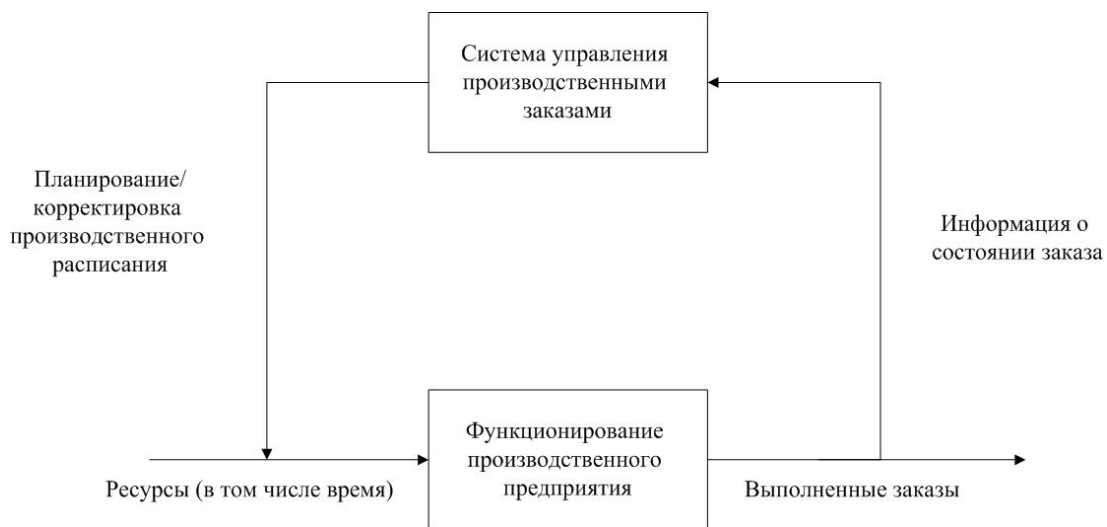 Система управления
производственными
заказами
Планирование/
корректировка
производственного
расписания
Информация о
состоянии заказа
Функционирование
производственного
предприятия
Ресурсы (в том числе время)
Выполненные заказы